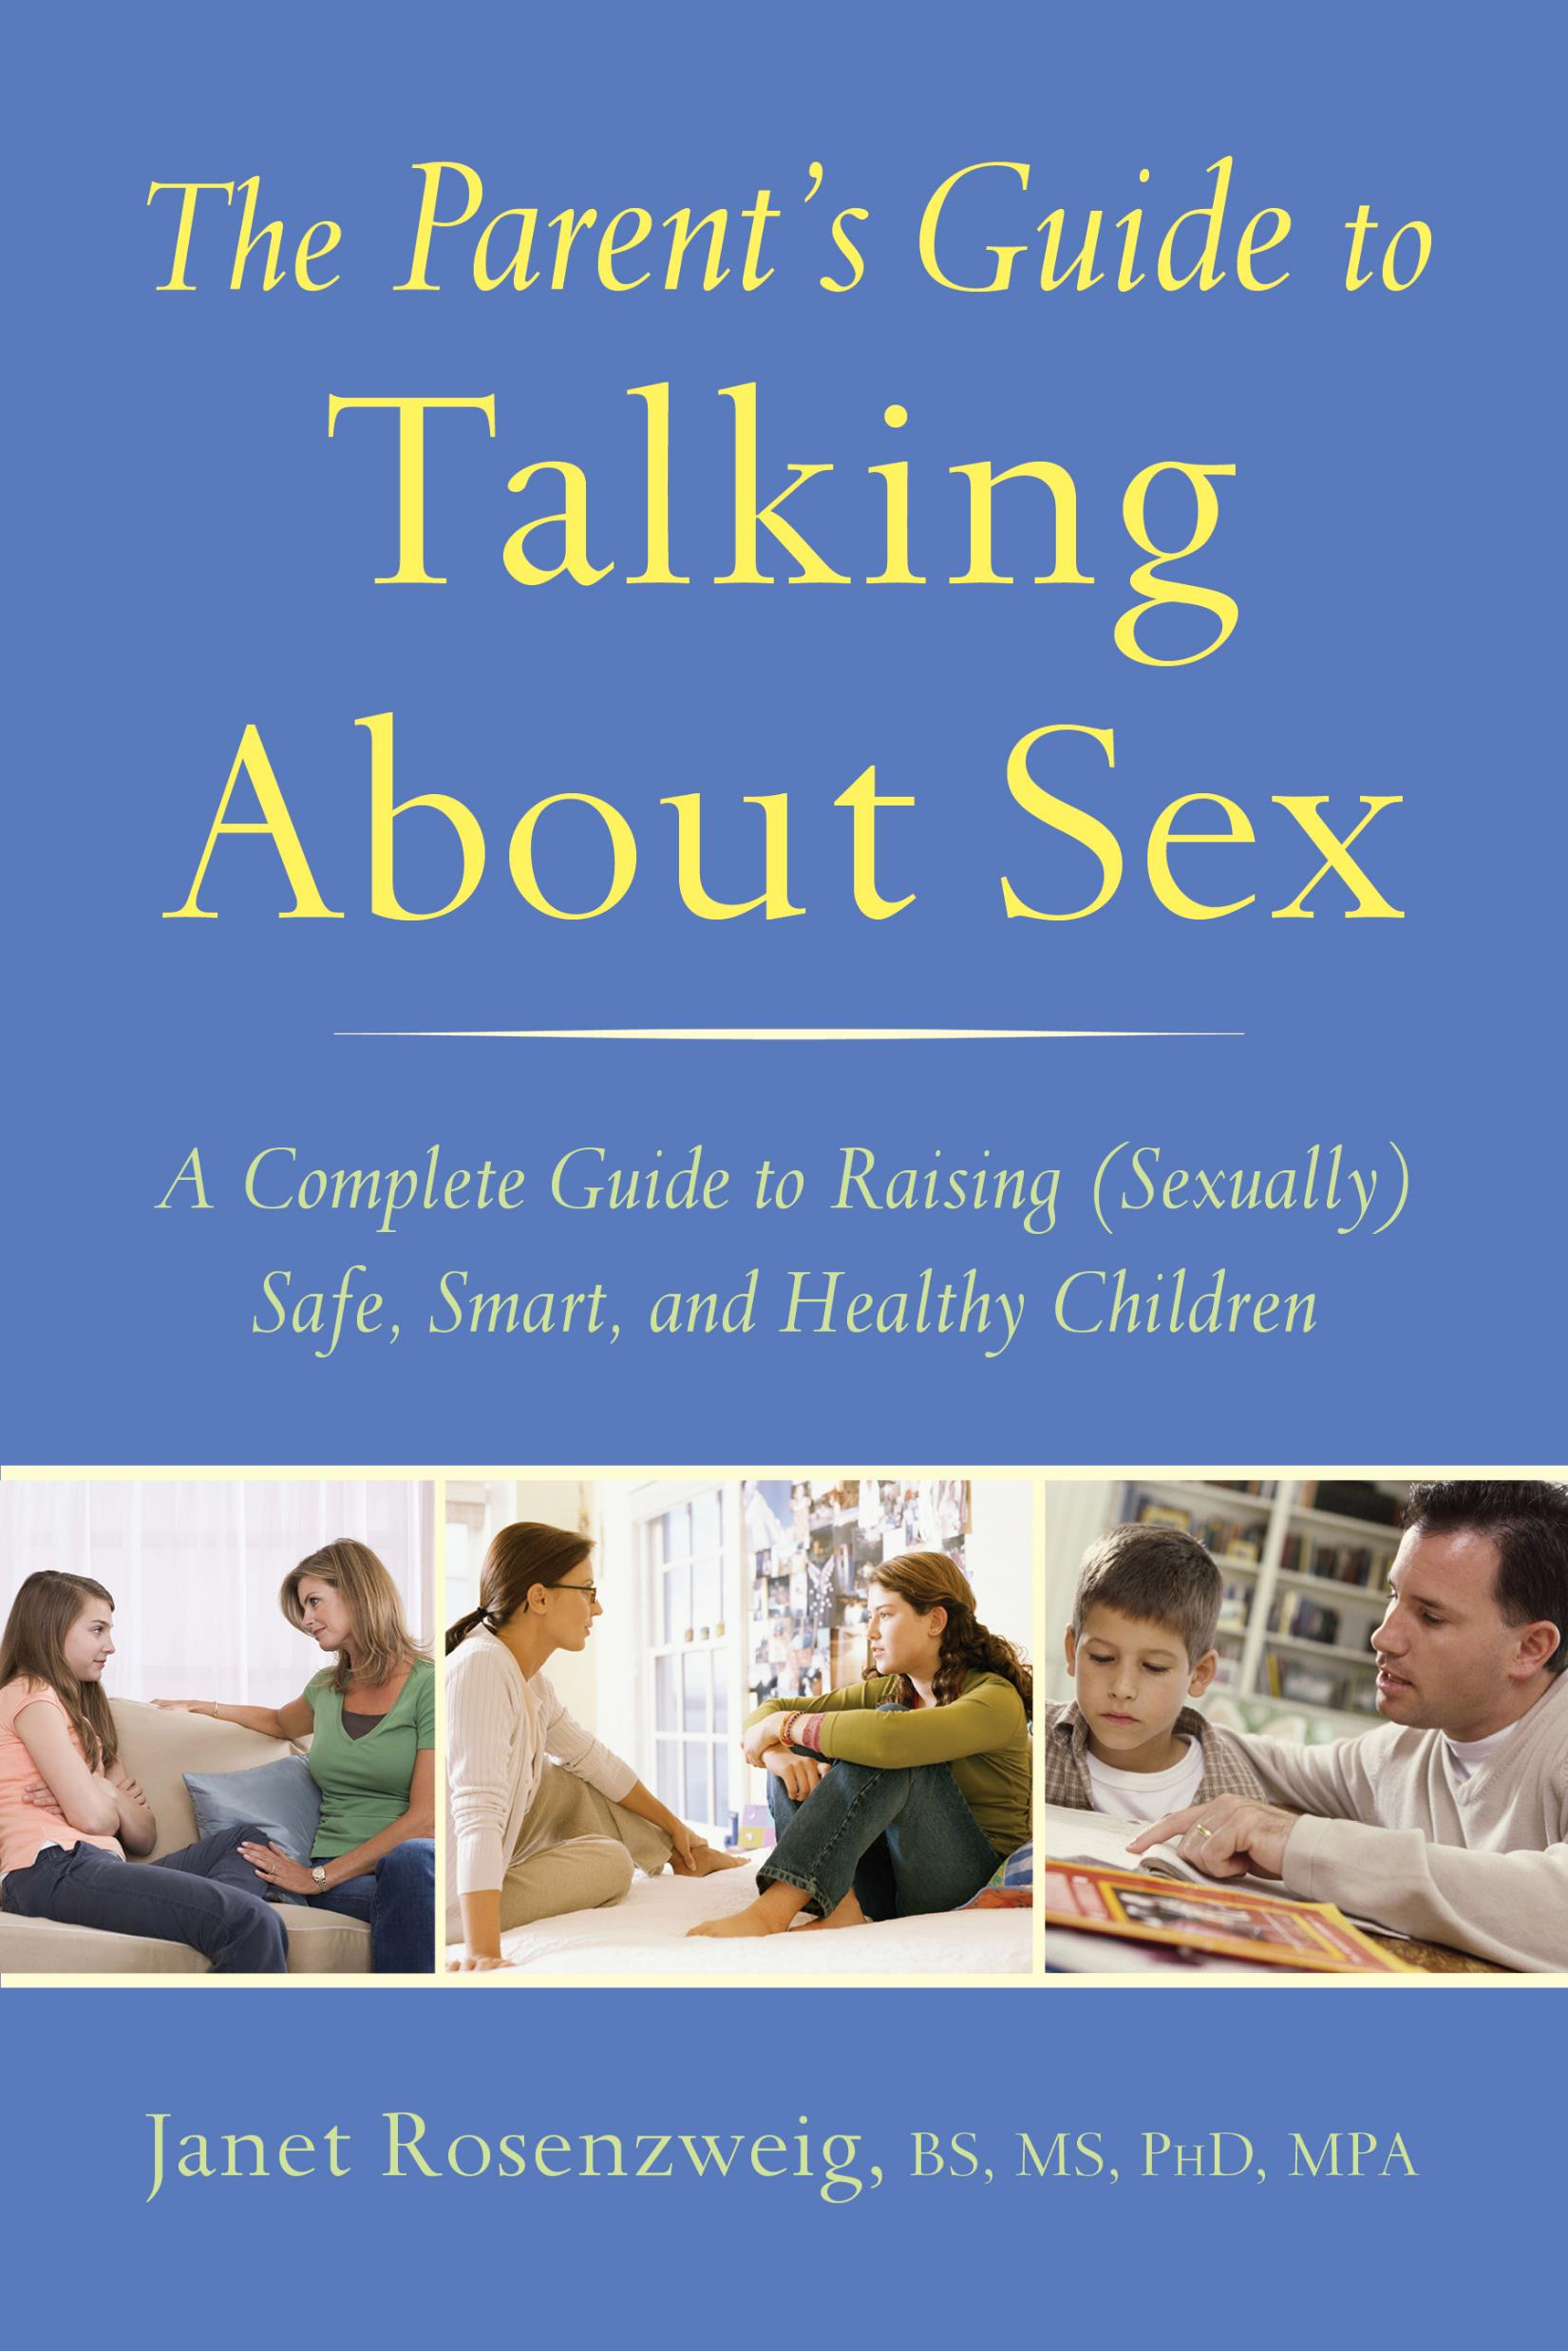 The Parent's Guide to
Talking
About Sex
A Complete Guide to Raising (Sexually)
Safe, Smart, and Healthy Children
Janet Rosenzweig, BS, MS, PhD, MPA